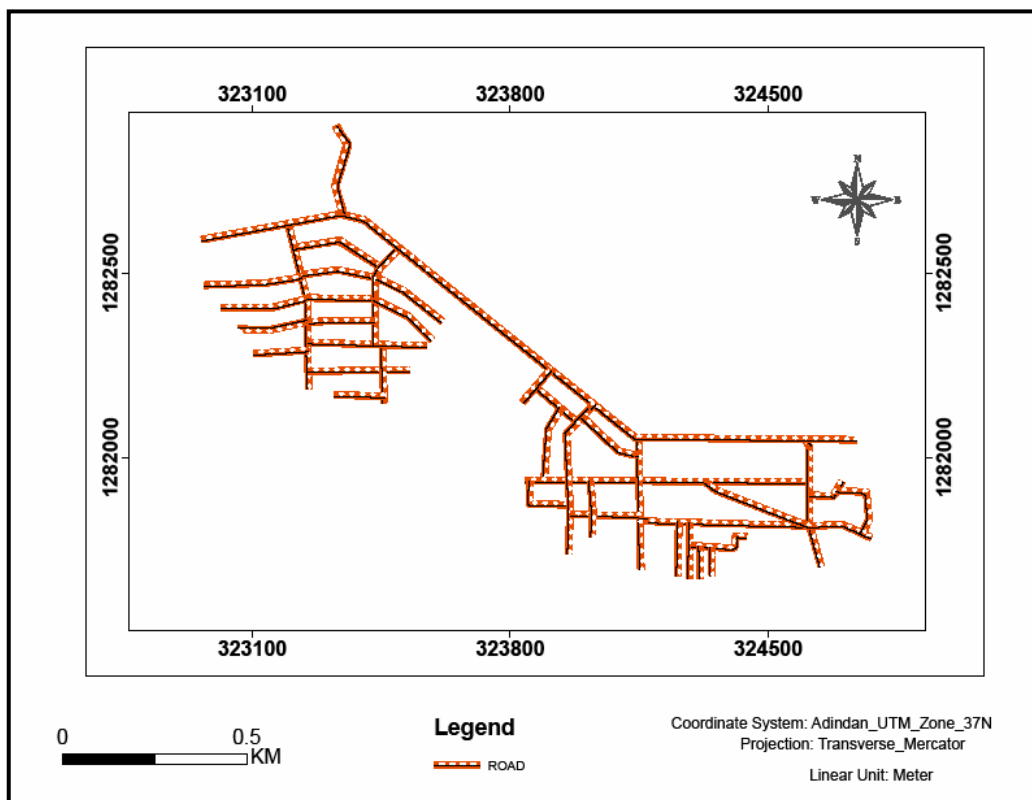 323100 323800 324500
N
W E
S
1282500 1282500
1282000 1282000
323100 323800 324500
0 0.5
KM
Legend
ROAD
Coordinate System: Adindan_UTM_Zone_37N
Projection: Transverse_Mercator
Linear Unit: Meter